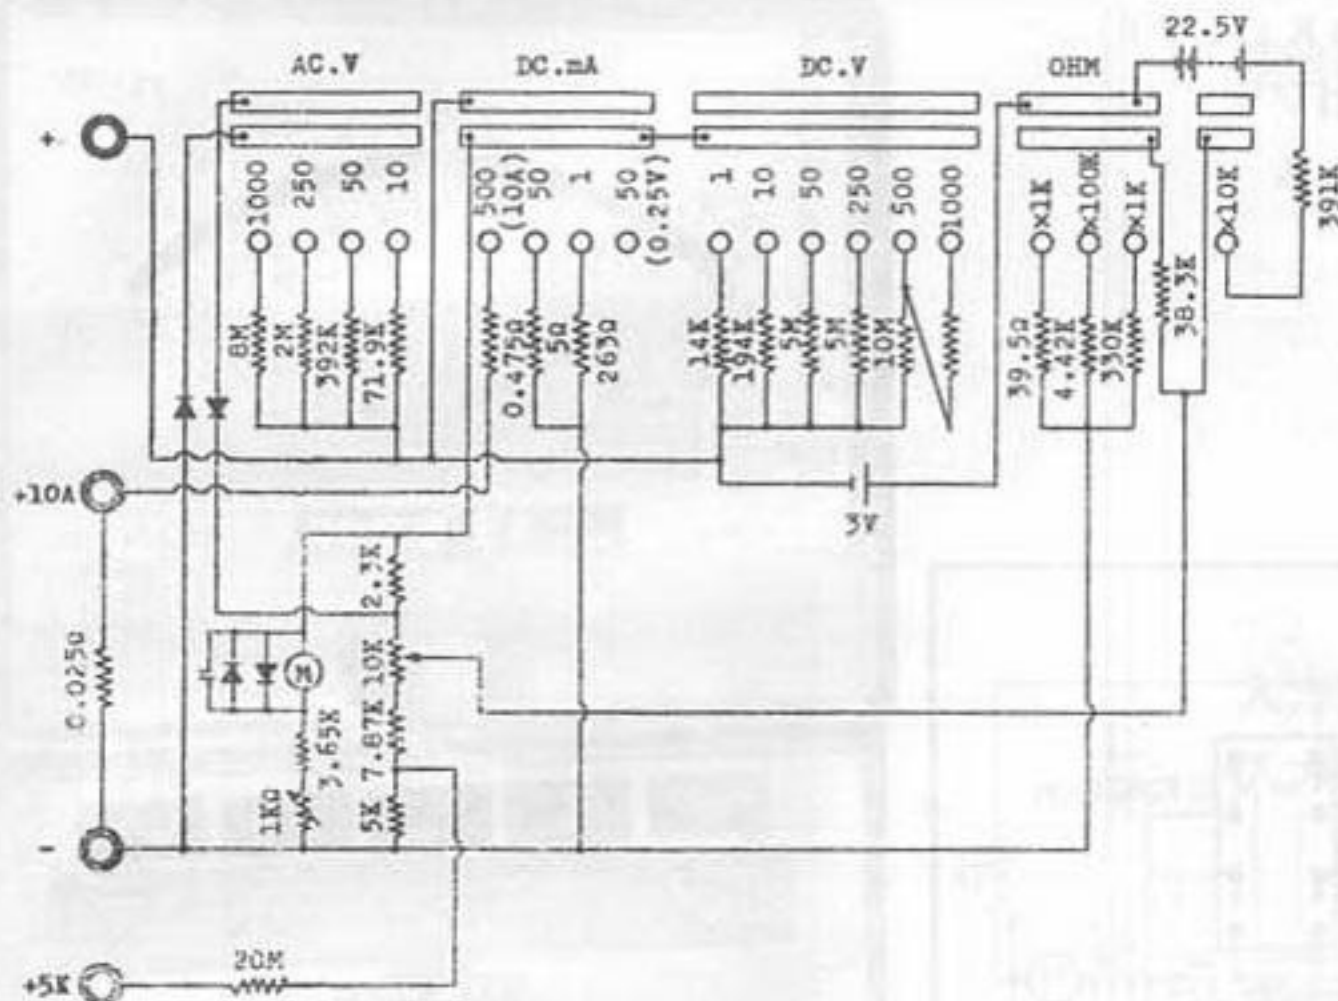 22.5V
AC.V DC.mA DC.V OHM
+
1000 250 50 10 500 (10A) 50 1 50 (0.25V) 1 10 50 250 500 1000 ×1K ×100K ×1K ×10K
391K
8M 2M 392K 71.9K 0.475Ω 5Ω 263Ω 14K 194K 5M 5M 10M 39.5Ω 4.42K 330K 38.3K
+10A
3V
2.3K
0.025Ω
M
10K
3.65K 7.87K
1KΩ 5K
-
20M
+5K